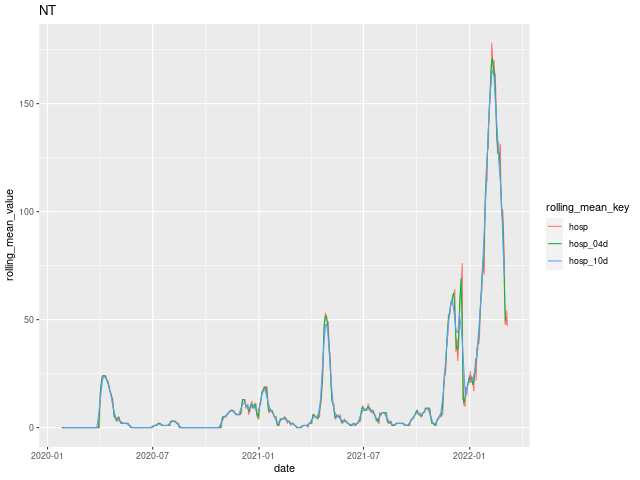 NT
rolling_mean_value
150
100
50
0
2020-01
2020-07
2021-01
2021-07
2022-01
date
rolling_mean_key
hosp
hosp_04d
hosp_10d